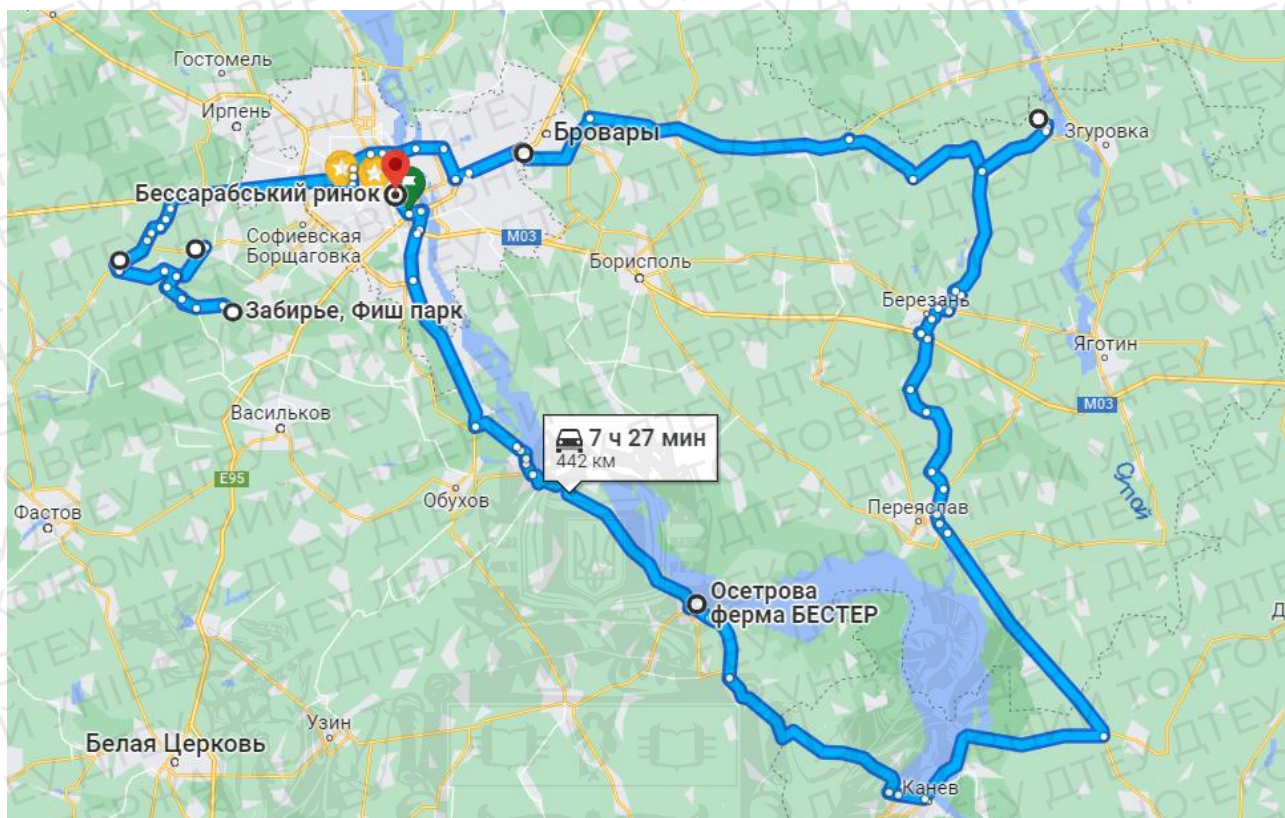 Гостомель
Ирпень
Бровары
Згуровка
Бессарабський ринок
Софиевская
Борщаговка
M03
Борисполь
Березань
Забирье, Фиш парк
Яготин
M03
Васильков
7 ч 27 мин
442 км
E95
Обухов
Супой
Фастов
Переяслав
Осетрова
ферма БЕСТЕР
Д
Узин
Белая Церковь
Канев